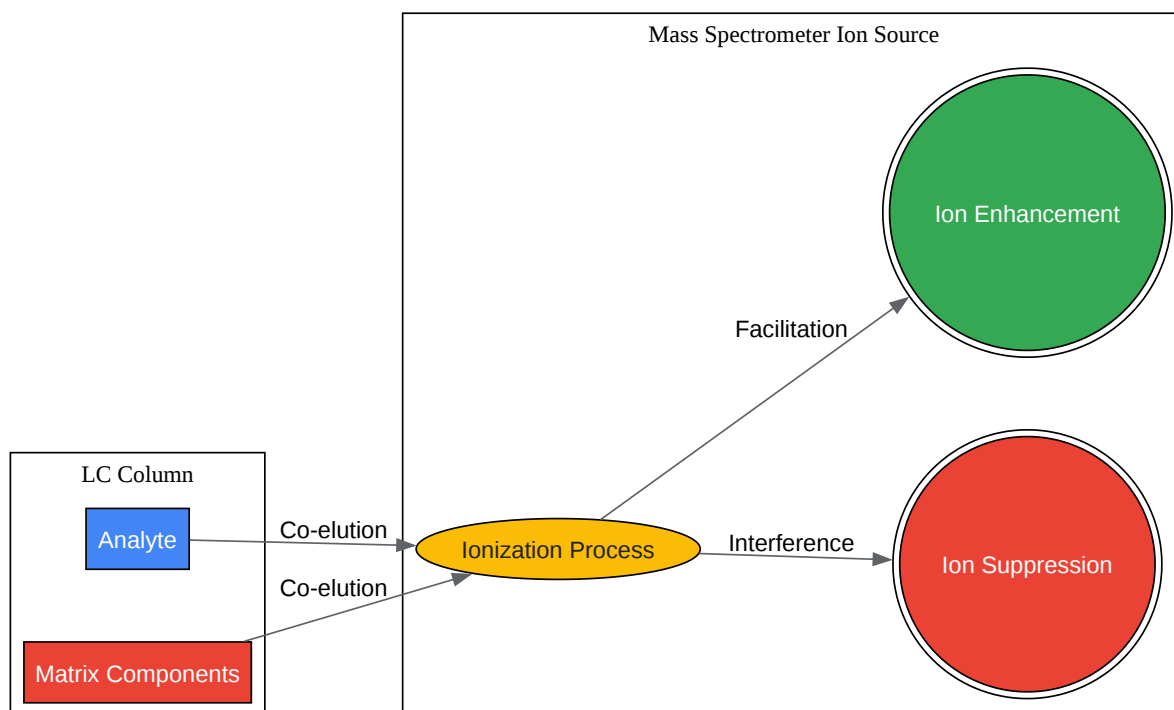 Mass Spectrometer Ion Source
Ion Enhancement
Facilitation
LC Column
Analyte
Co-elution
Ionization Process
Interference
Ion Suppression
Co-elution
Matrix Components